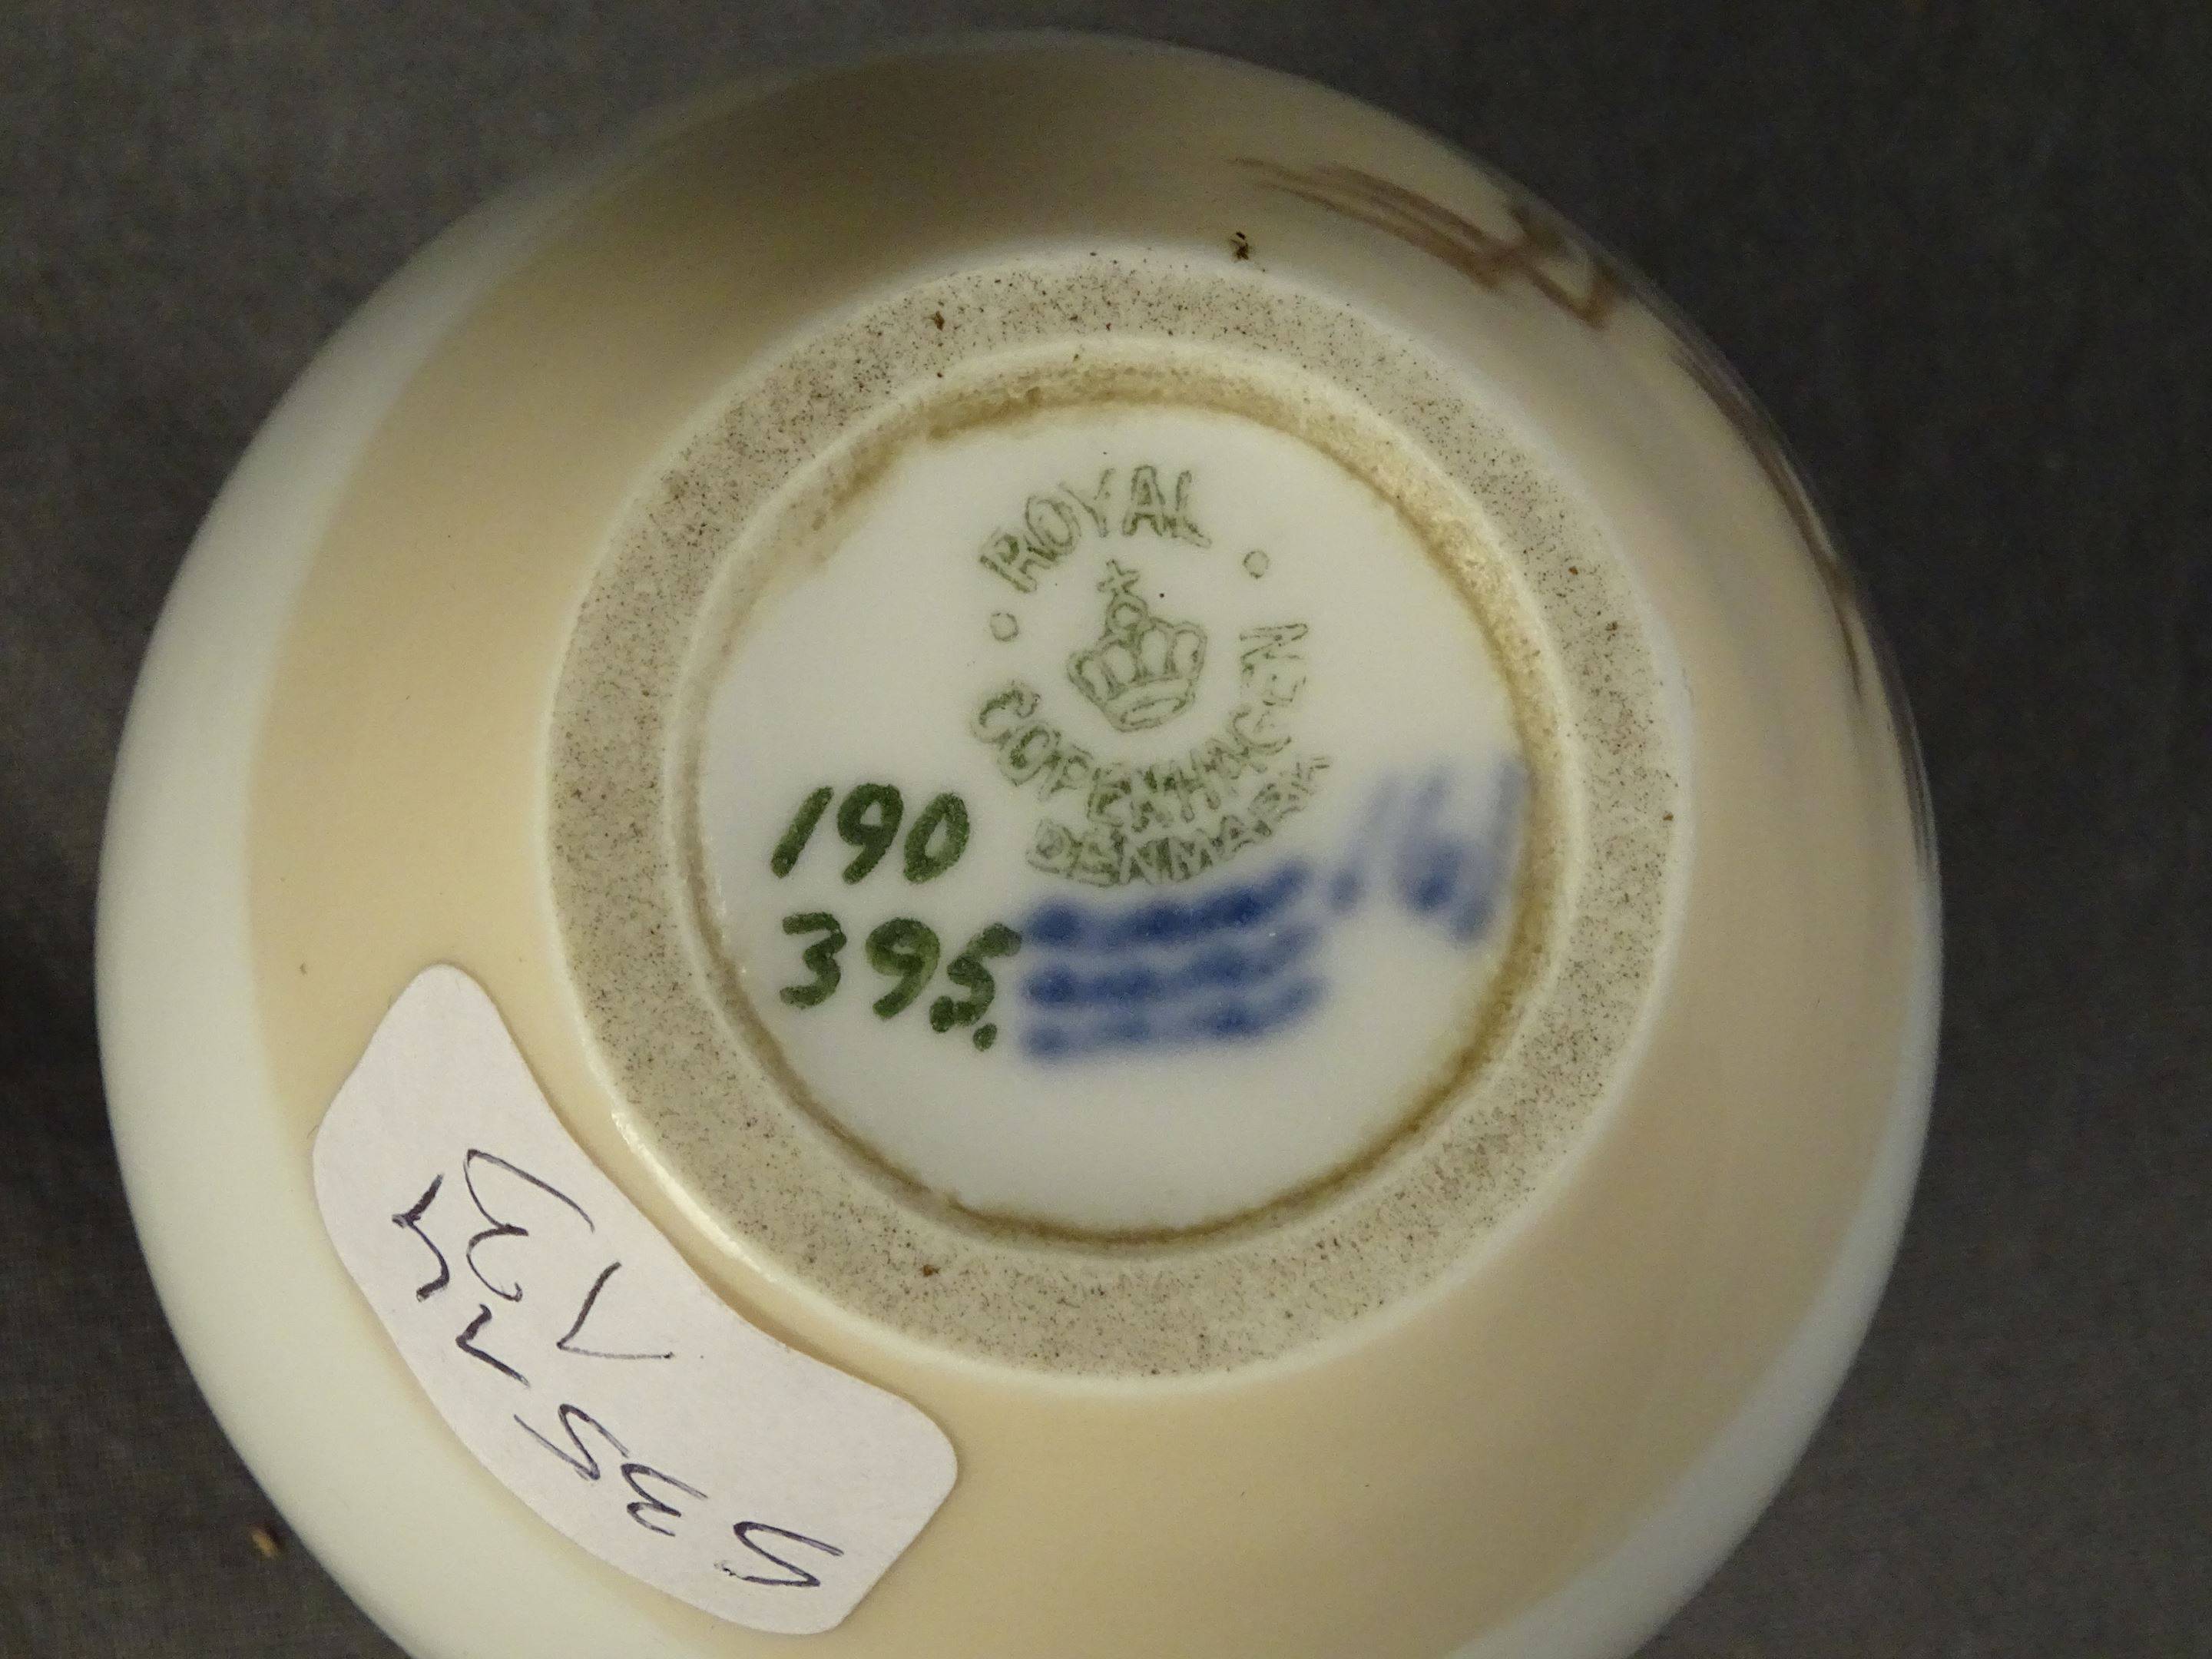 ROYAL
COPENHAGEN
DENMARK
190
395.